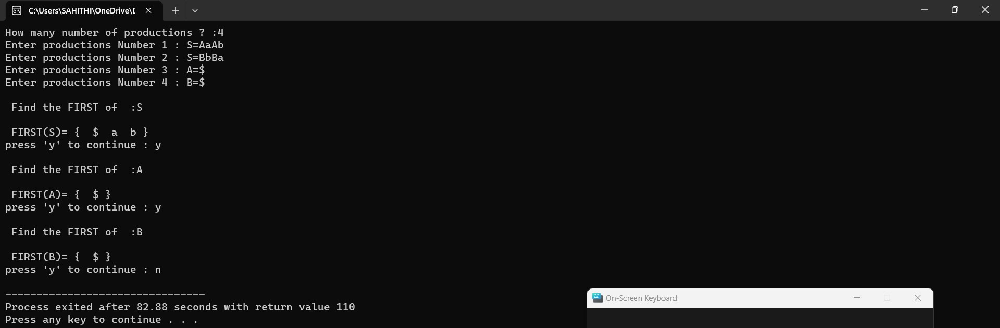 C:\Users\SAHITHI\OneDrive\D
How many number of productions ? :4
Enter productions Number 1 : S=AaAb
Enter productions Number 2 : S=BbBa
Enter productions Number 3 : A=$
Enter productions Number 4 : B=$
Find the FIRST of  :S
FIRST(S)= {  $  a  b }
press 'y' to continue : y
Find the FIRST of  :A
FIRST(A)= {  $ }
press 'y' to continue : y
Find the FIRST of  :B
FIRST(B)= {  $ }
press 'y' to continue : n
--------------------------------
Process exited after 82.88 seconds with return value 110
Press any key to continue . . .
On-Screen Keyboard